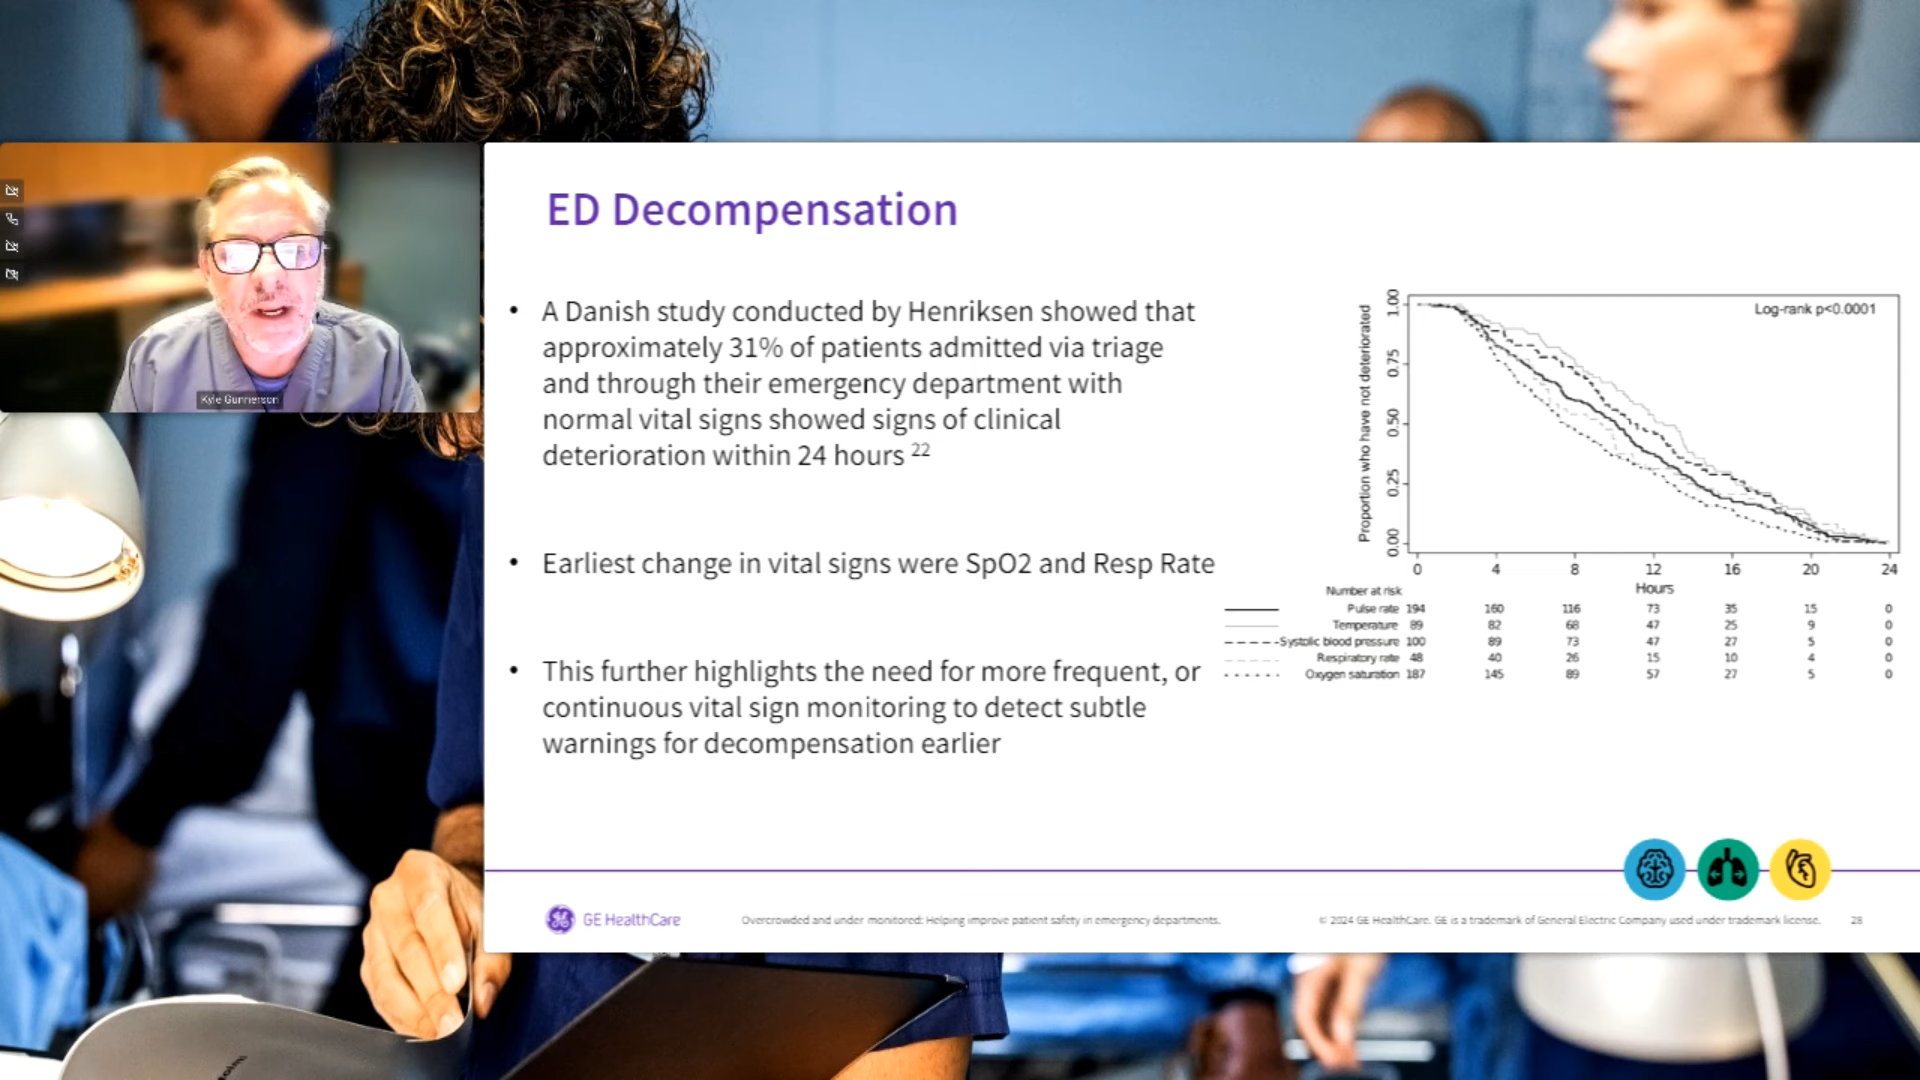 Kyle Gunnerson
ED Decompensation
• A Danish study conducted by Henriksen showed that
approximately 31% of patients admitted via triage
and through their emergency department with
normal vital signs showed signs of clinical
deterioration within 24 hours 22
• Earliest change in vital signs were SpO2 and Resp Rate
• This further highlights the need for more frequent, or
continuous vital sign monitoring to detect subtle
warnings for decompensation earlier
Log-rank p<0.0001
Proportion who have not deteriorated
1.00
0.75
0.50
0.25
0.00
0 4 8 12 16 20 24
Hours
Number at risk
Pulse rate 194 160 116 73 35 15 0
Temperature 89 82 68 47 25 9 0
Systolic blood pressure 100 89 73 47 27 5 0
Respiratory rate 48 40 26 15 10 4 0
Oxygen saturation 187 145 89 57 27 5 0
GE HealthCare
Overcrowded and under monitored: Helping improve patient safety in emergency departments.
© 2024 GE HealthCare. GE is a trademark of General Electric Company used under trademark license.
28